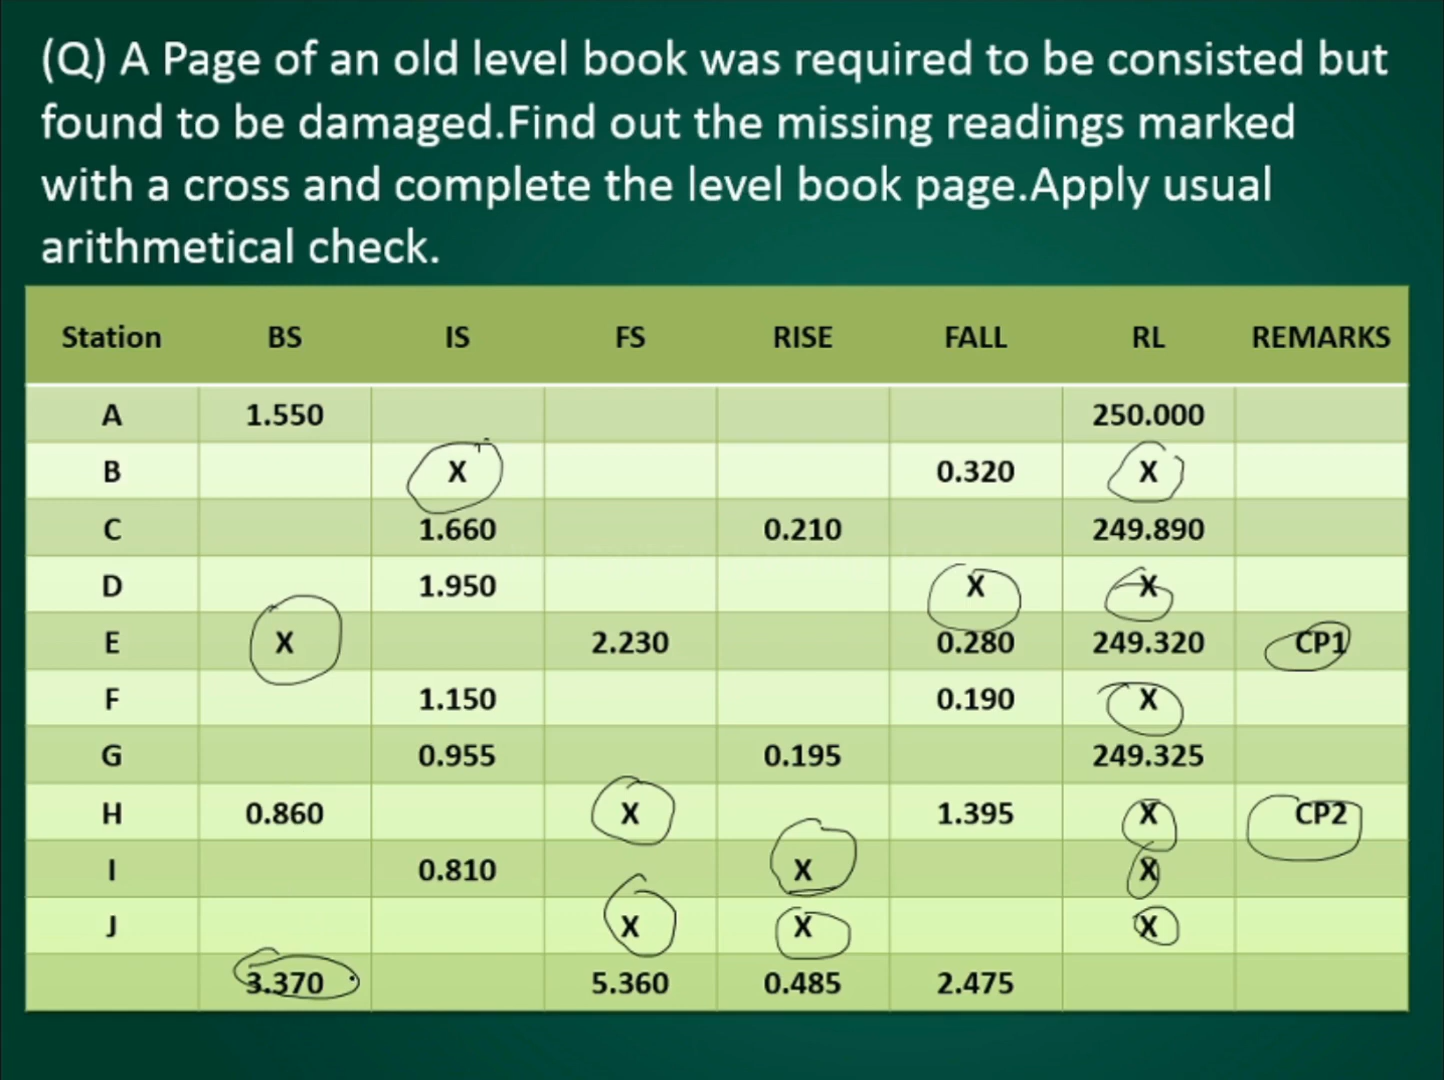 (Q) A Page of an old level book was required to be consisted but
found to be damaged.Find out the missing readings marked
with a cross and complete the level book page.Apply usual
arithmetical check.
Station BS IS FS RISE FALL RL REMARKS
A 1.550 250.000
B X 0.320 X
C 1.660 0.210 249.890
D 1.950 X X
E X 2.230 0.280 249.320 CP1
F 1.150 0.190 X
G 0.955 0.195 249.325
H 0.860 X 1.395 X CP2
I 0.810 X X
J X X X
3.370 5.360 0.485 2.475